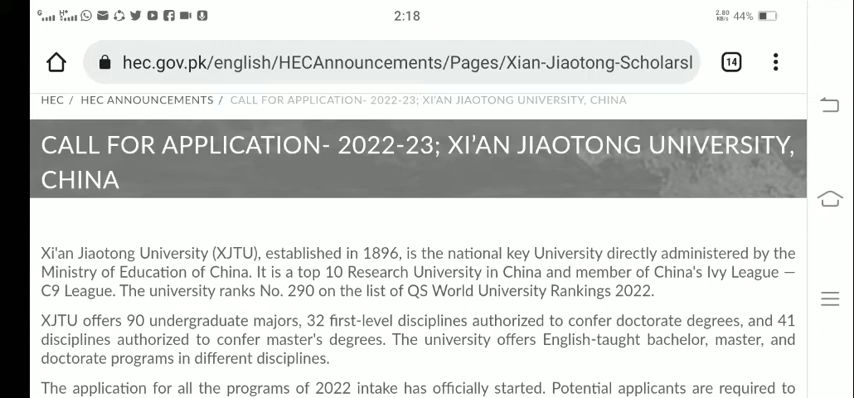 2:18
2.80
KB/s
44%
hec.gov.pk/english/HECAnnouncements/Pages/Xian-Jiaotong-Scholarsl
14
HEC / HEC ANNOUNCEMENTS / CALL FOR APPLICATION- 2022-23; XI'AN JIAOTONG UNIVERSITY, CHINA
CALL FOR APPLICATION- 2022-23; XI'AN JIAOTONG UNIVERSITY,
CHINA
Xi'an Jiaotong University (XJTU), established in 1896, is the national key University directly administered by the
Ministry of Education of China. It is a top 10 Research University in China and member of China's Ivy League —
C9 League. The university ranks No. 290 on the list of QS World University Rankings 2022.
XJTU offers 90 undergraduate majors, 32 first-level disciplines authorized to confer doctorate degrees, and 41
disciplines authorized to confer master's degrees. The university offers English-taught bachelor, master, and
doctorate programs in different disciplines.
The application for all the programs of 2022 intake has officially started. Potential applicants are required to